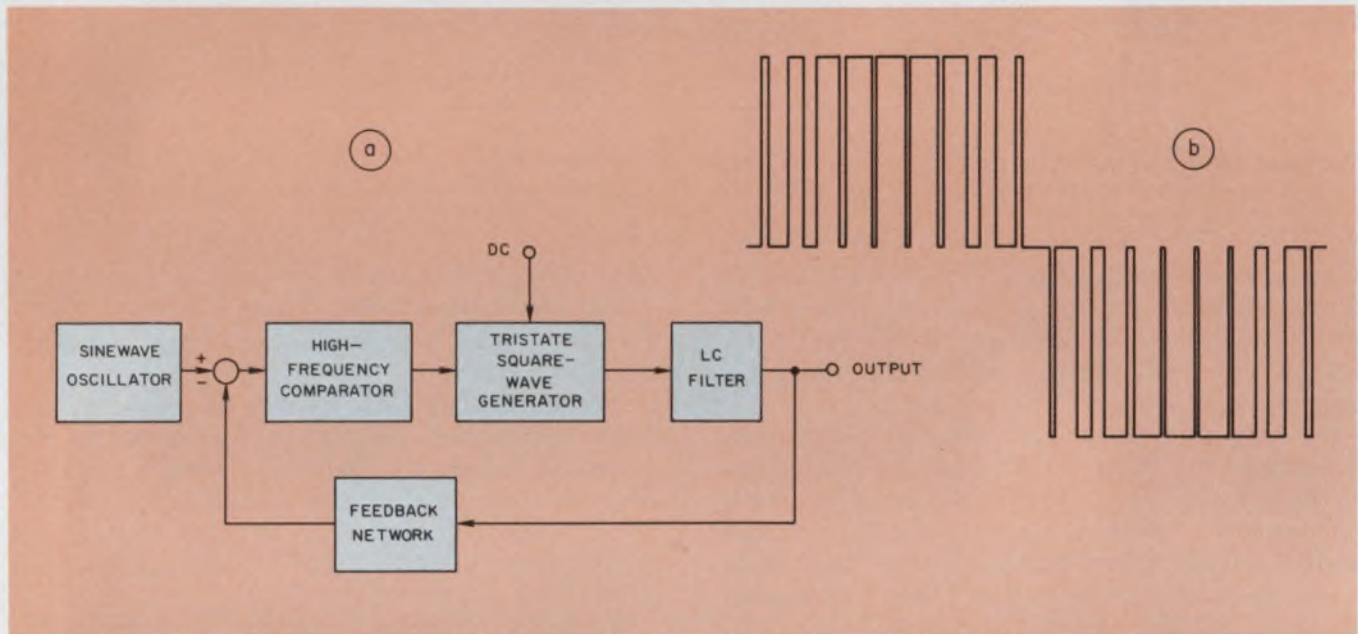 a
b
DC
SINEWAVE
OSCILLATOR
+
-
HIGH-
FREQUENCY
COMPARATOR
TRISTATE
SQUARE-
WAVE
GENERATOR
LC
FILTER
OUTPUT
FEEDBACK
NETWORK